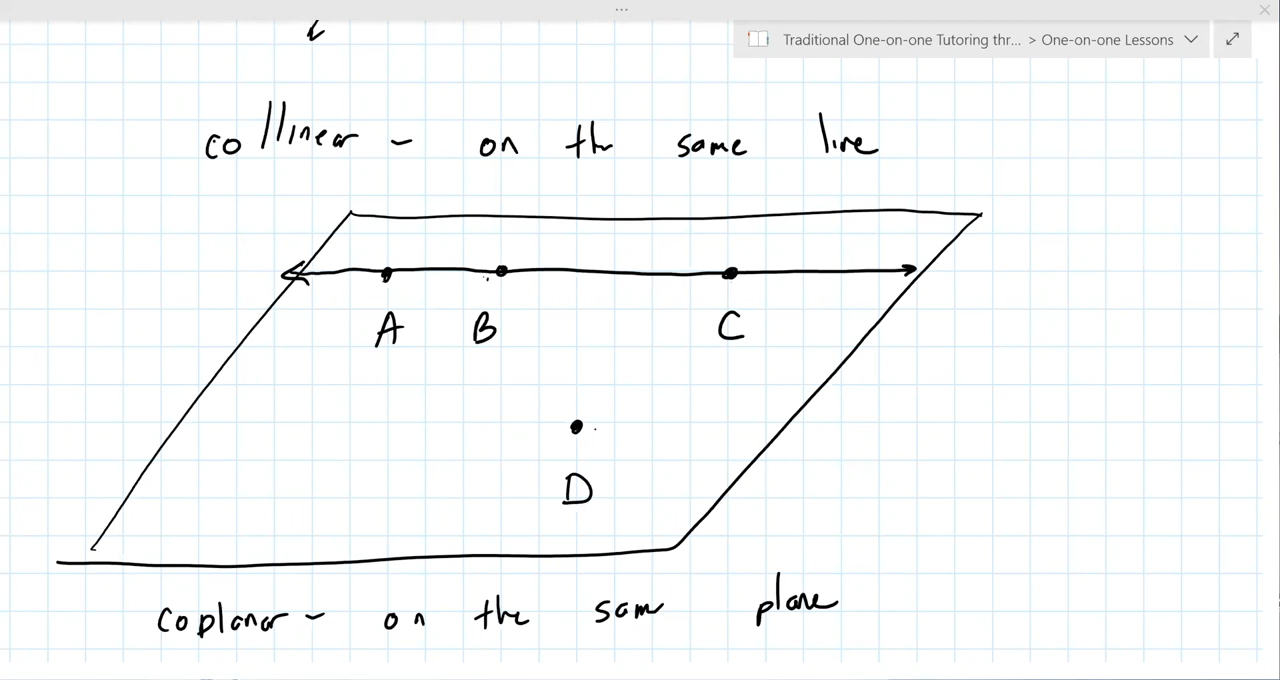 Traditional One-on-one Tutoring thr... > One-on-one Lessons
collinear - on the same line
A B C
D
coplanar - on the same plane